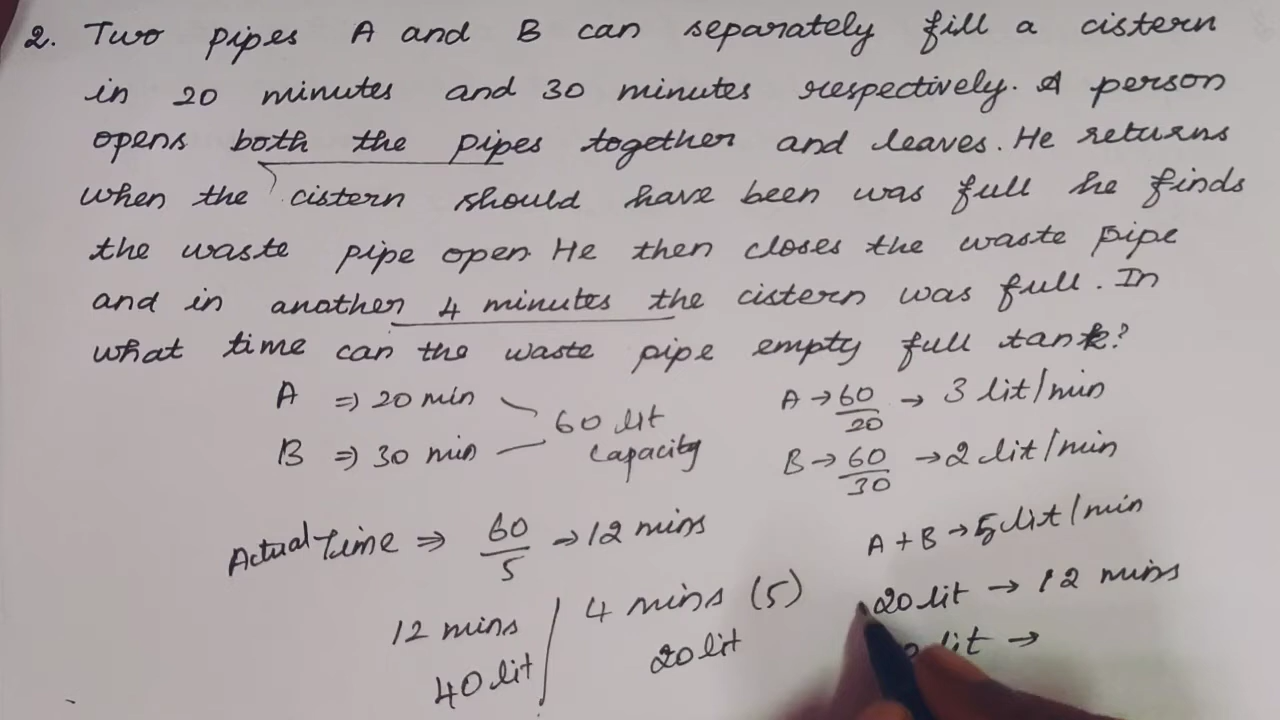 2. Two pipes A and B can separately fill a cistern
in 20 minutes and 30 minutes respectively. A person
opens both the pipes together and leaves. He returns
when the cistern should have been was full he finds
the waste pipe open. He then closes the waste pipe
and in another 4 minutes the cistern was full. In
what time can the waste pipe empty full tank?
A ⇒ 20 min
B ⇒ 30 min
60 lit
capacity
A → 60/20 → 3 lit/min
B → 60/30 → 2 lit/min
A + B → 5 lit/min
Actual Time ⇒ 60/5 → 12 mins
12 mins / 4 mins (5)
40 lit 20 lit
20 lit → 12 mins
lit →